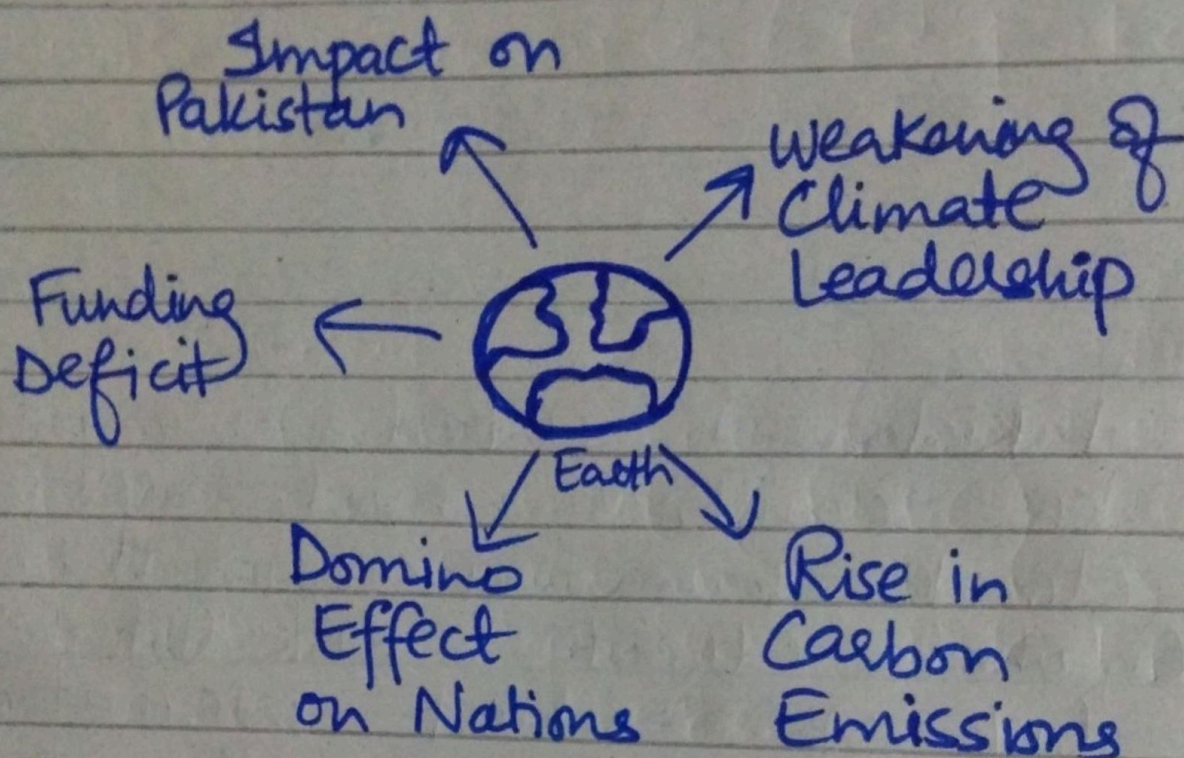 Impact on
Pakistan
Weakening of
Climate
Leadership
Funding
Deficit
Earth
Domino
Effect
on Nations
Rise in
Carbon
Emissions